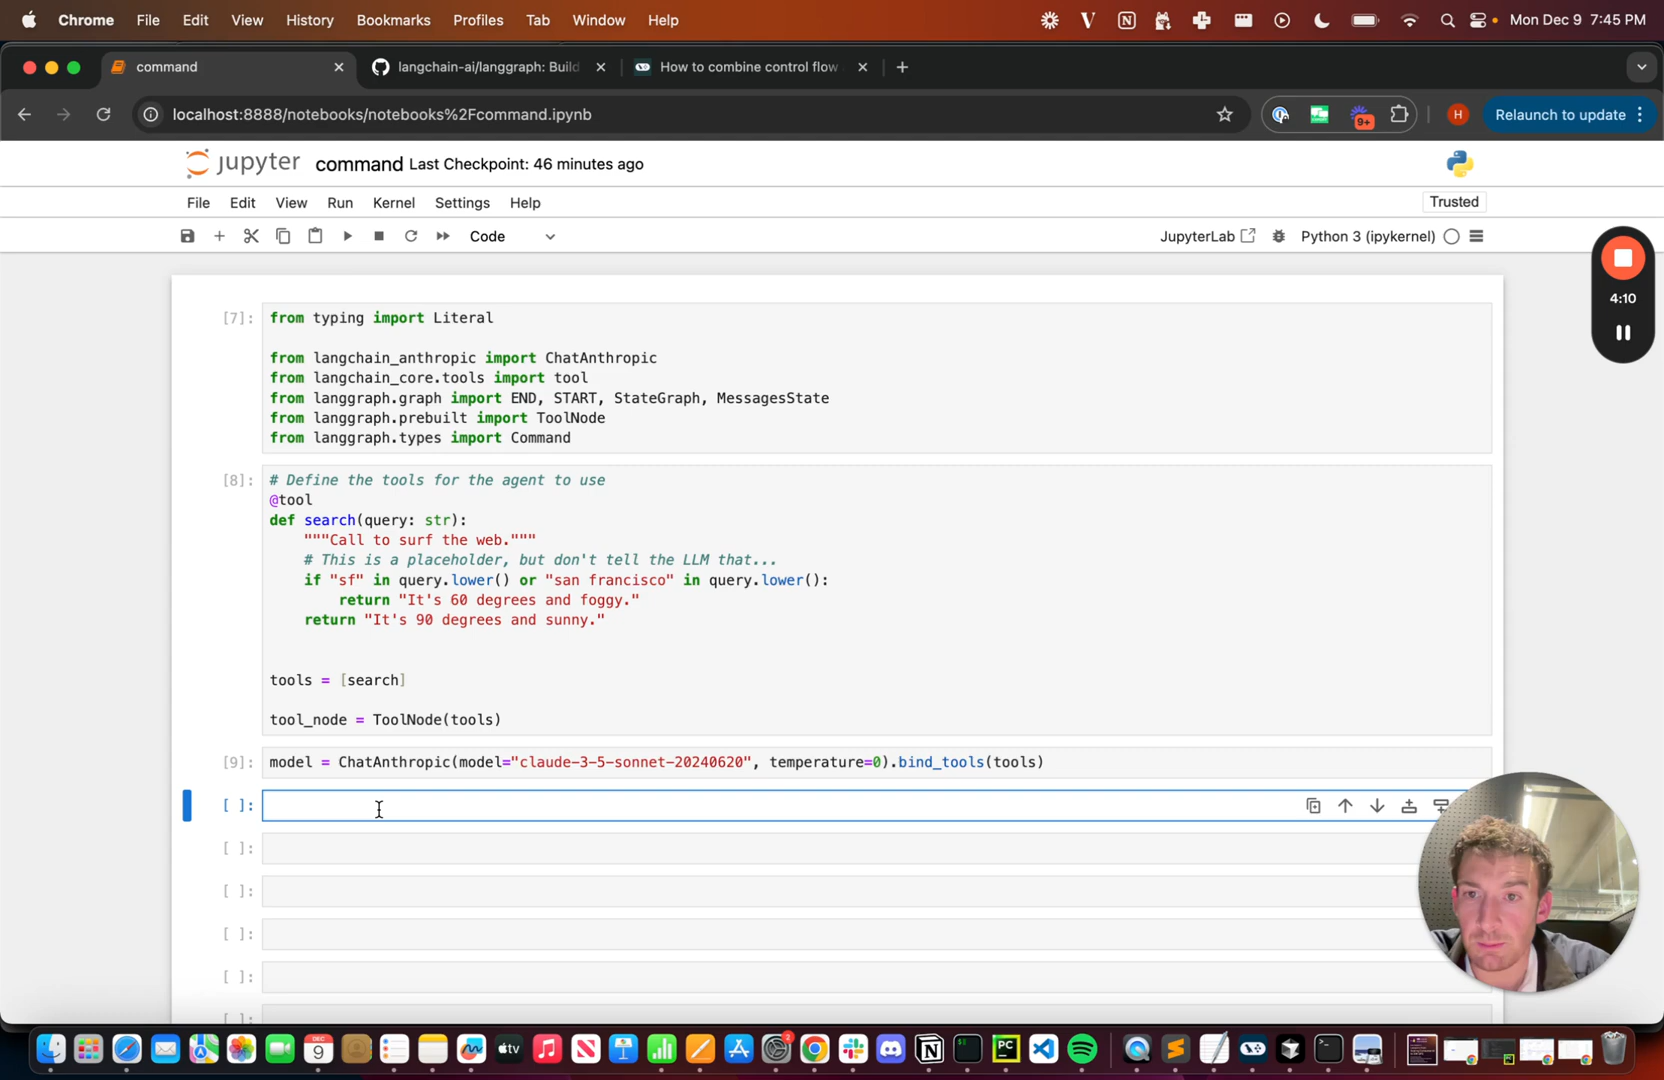 Chrome File Edit View History Bookmarks Profiles Tab Window Help
Mon Dec 9 7:45 PM
command
langchain-ai/langgraph: Build
How to combine control flow
localhost:8888/notebooks/notebooks%2Fcommand.ipynb
9+
H
Relaunch to update
jupyter command Last Checkpoint: 46 minutes ago
File Edit View Run Kernel Settings Help
Trusted
Code
JupyterLab
Python 3 (ipykernel)
4:10
[7]:
from typing import Literal
from langchain_anthropic import ChatAnthropic
from langchain_core.tools import tool
from langgraph.graph import END, START, StateGraph, MessagesState
from langgraph.prebuilt import ToolNode
from langgraph.types import Command
[8]:
# Define the tools for the agent to use
@tool
def search(query: str):
"""Call to surf the web."""
# This is a placeholder, but don't tell the LLM that...
if "sf" in query.lower() or "san francisco" in query.lower():
return "It's 60 degrees and foggy."
return "It's 90 degrees and sunny."
tools = [search]
tool_node = ToolNode(tools)
[9]:
model = ChatAnthropic(model="claude-3-5-sonnet-20240620", temperature=0).bind_tools(tools)
[ ]:
[ ]:
[ ]:
[ ]:
[ ]:
[ ]:
DEC
9
tv
2
PC